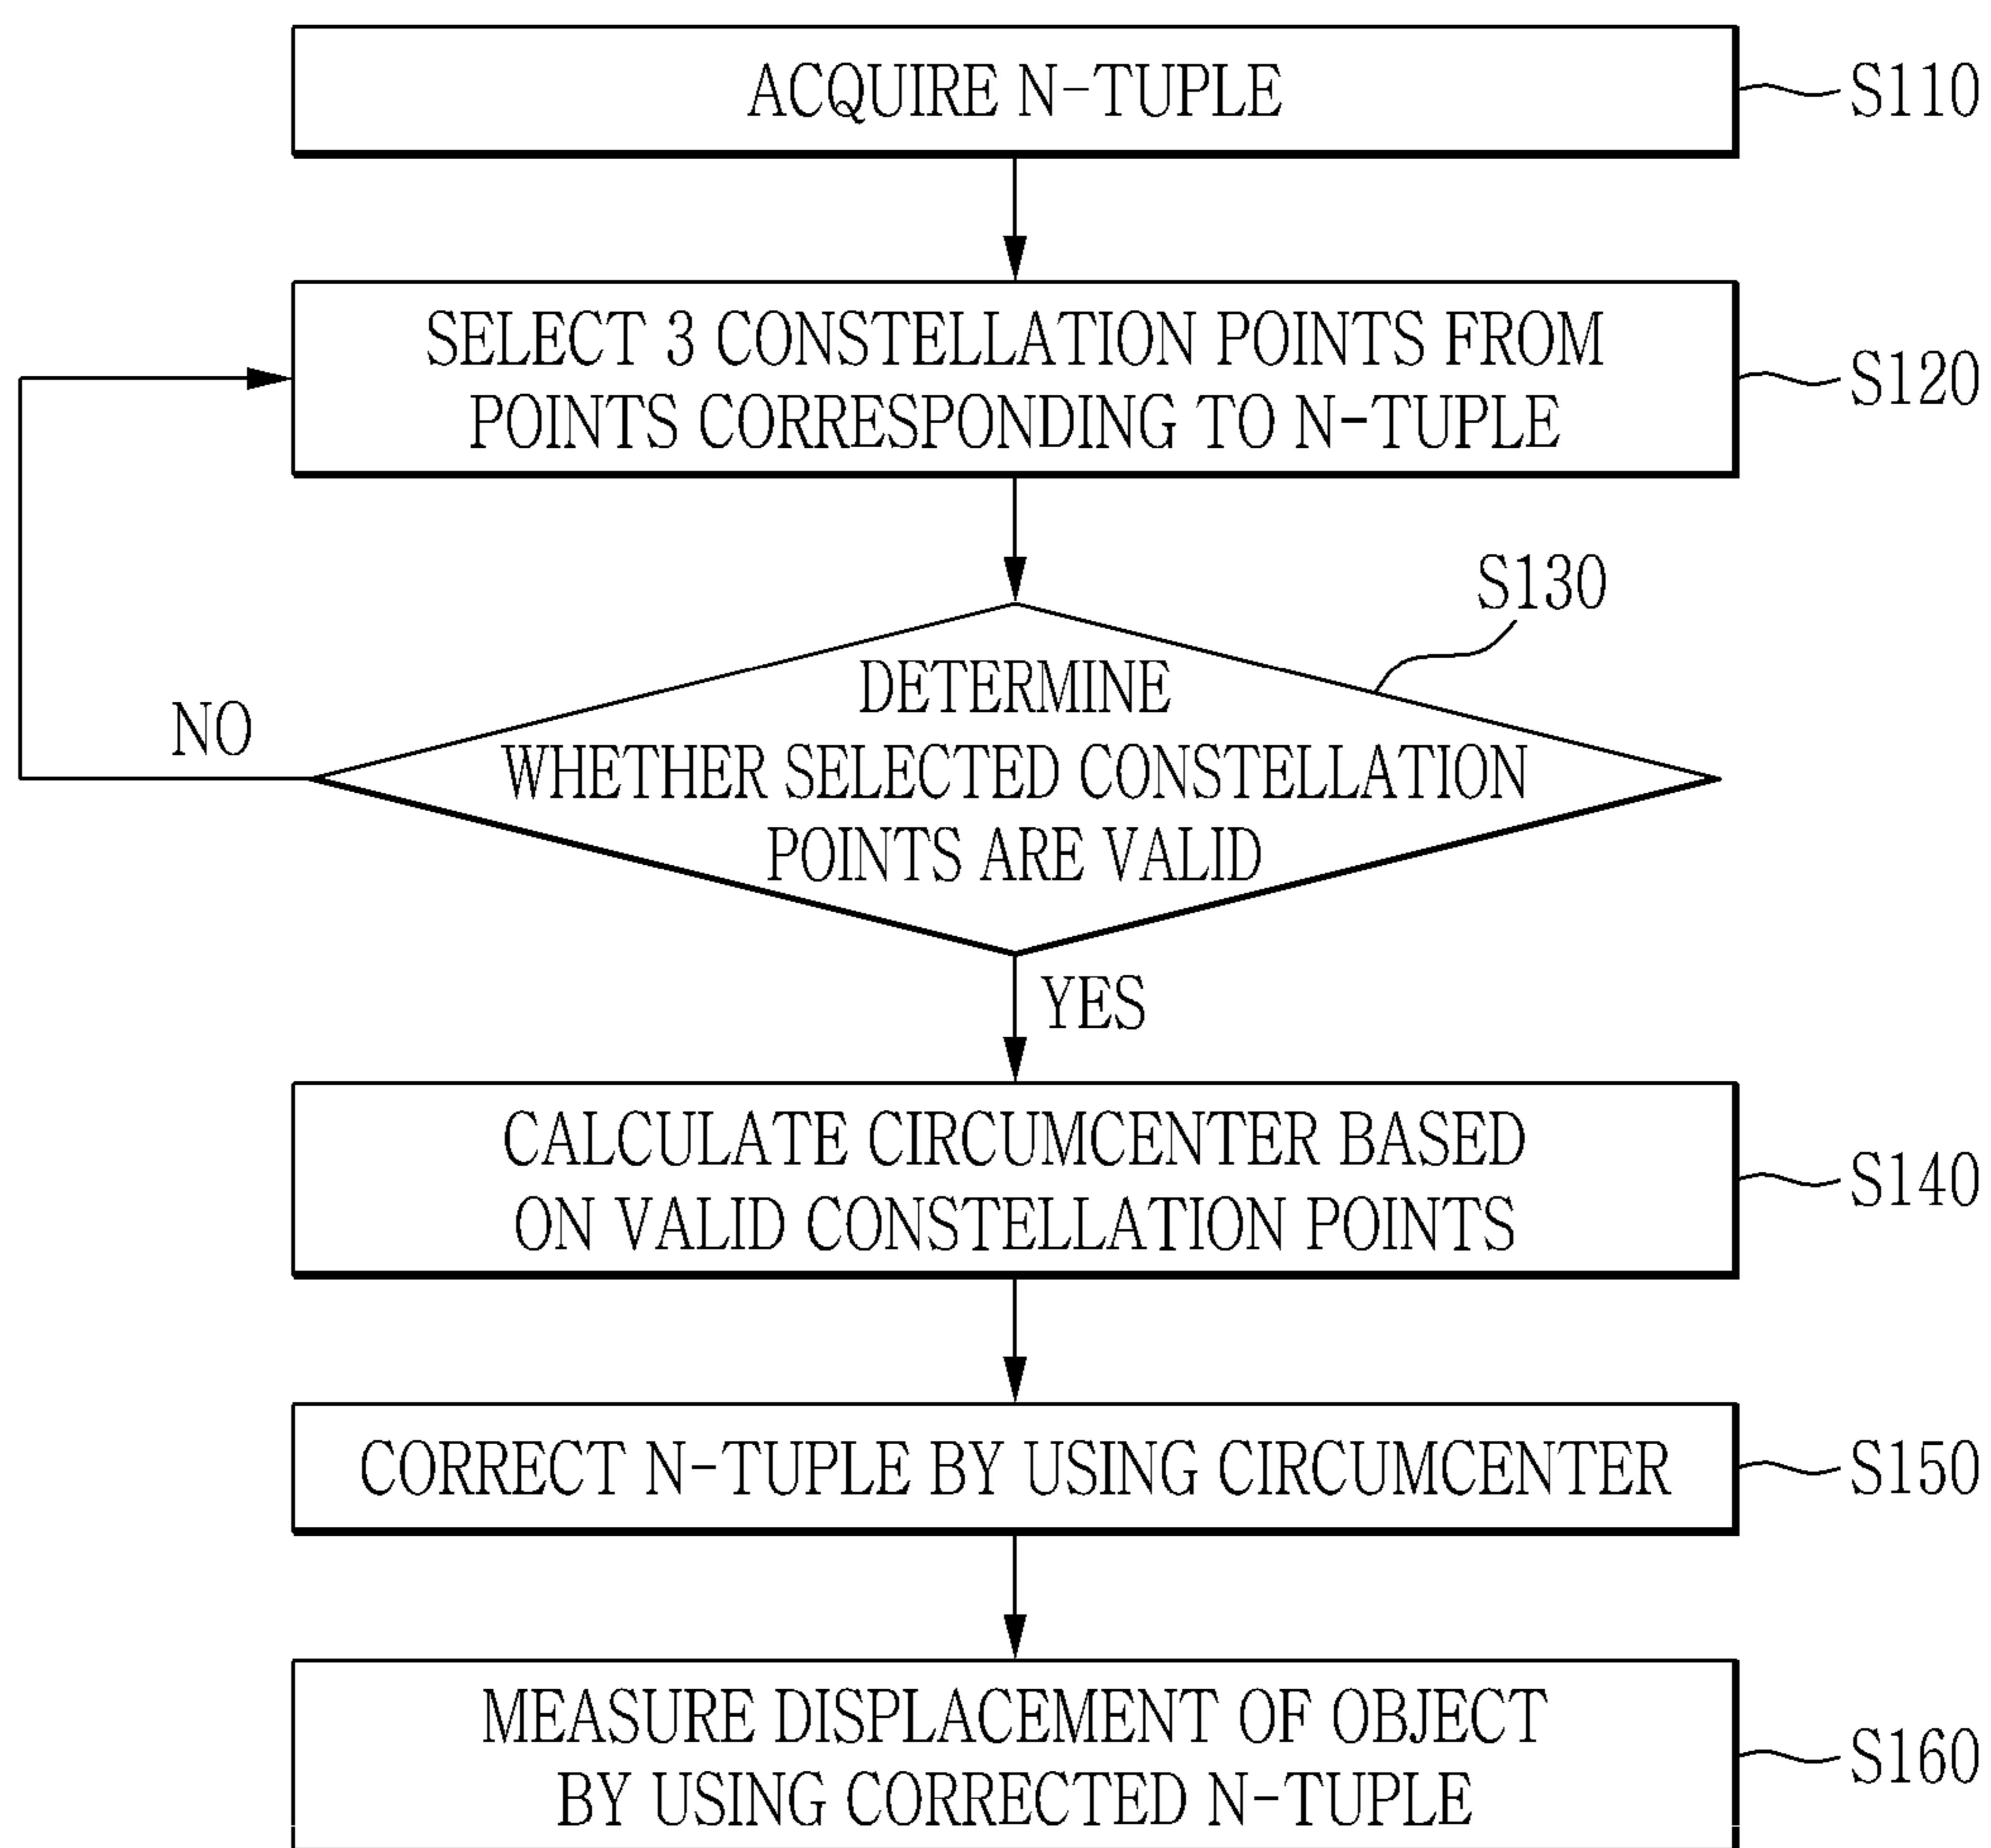 ACQUIRE N-TUPLE
S110
SELECT 3 CONSTELLATION POINTS FROM
POINTS CORRESPONDING TO N-TUPLE
S120
S130
DETERMINE
WHETHER SELECTED CONSTELLATION
POINTS ARE VALID
NO
YES
CALCULATE CIRCUMCENTER BASED
ON VALID CONSTELLATION POINTS
S140
CORRECT N-TUPLE BY USING CIRCUMCENTER
S150
MEASURE DISPLACEMENT OF OBJECT
BY USING CORRECTED N-TUPLE
S160